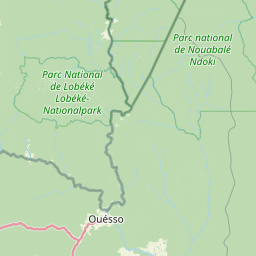 Parc national
de Nouabalé
Ndoki
Parc National
de Lobéké
Lobéké-
Nationalpark
Ouésso